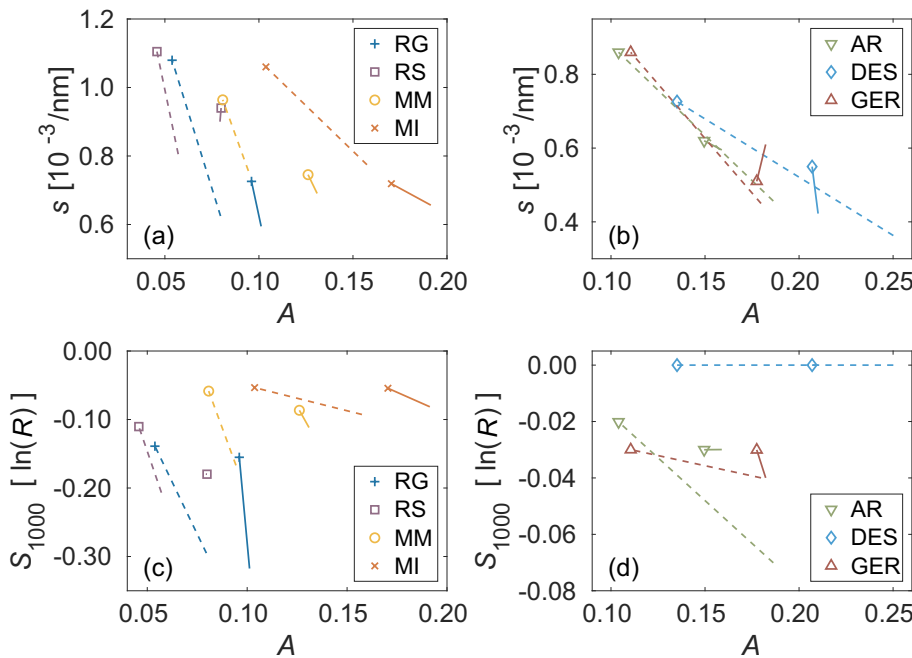 1.2
1.0
0.8
0.6
s [10⁻³/nm]
(a)
RG
RS
MM
MI
0.05 0.10 0.15 0.20
A
0.8
0.6
0.4
s [10⁻³/nm]
(b)
AR
DES
GER
0.10 0.15 0.20 0.25
A
0.00
-0.10
-0.20
-0.30
S₁₀₀₀ [ ln(R) ]
(c)
RG
RS
MM
MI
0.05 0.10 0.15 0.20
A
0.00
-0.02
-0.04
-0.06
-0.08
S₁₀₀₀ [ ln(R) ]
(d)
AR
DES
GER
0.10 0.15 0.20 0.25
A